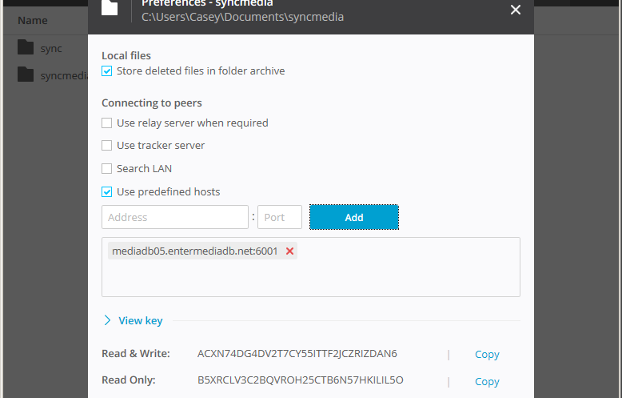 Preferences - syncmedia
C:\Users\Casey\Documents\syncmedia
Name
sync
syncmedia
Local files
Store deleted files in folder archive
Connecting to peers
Use relay server when required
Use tracker server
Search LAN
Use predefined hosts
Address : Port Add
mediadb05.entermediadb.net:6001
View key
Read & Write: ACXN74DG4DV2T7CY55ITTF2JCZRIZDAN6 | Copy
Read Only: B5XRCLV3C2BQVROH25CTB6N57HKILIL5O | Copy